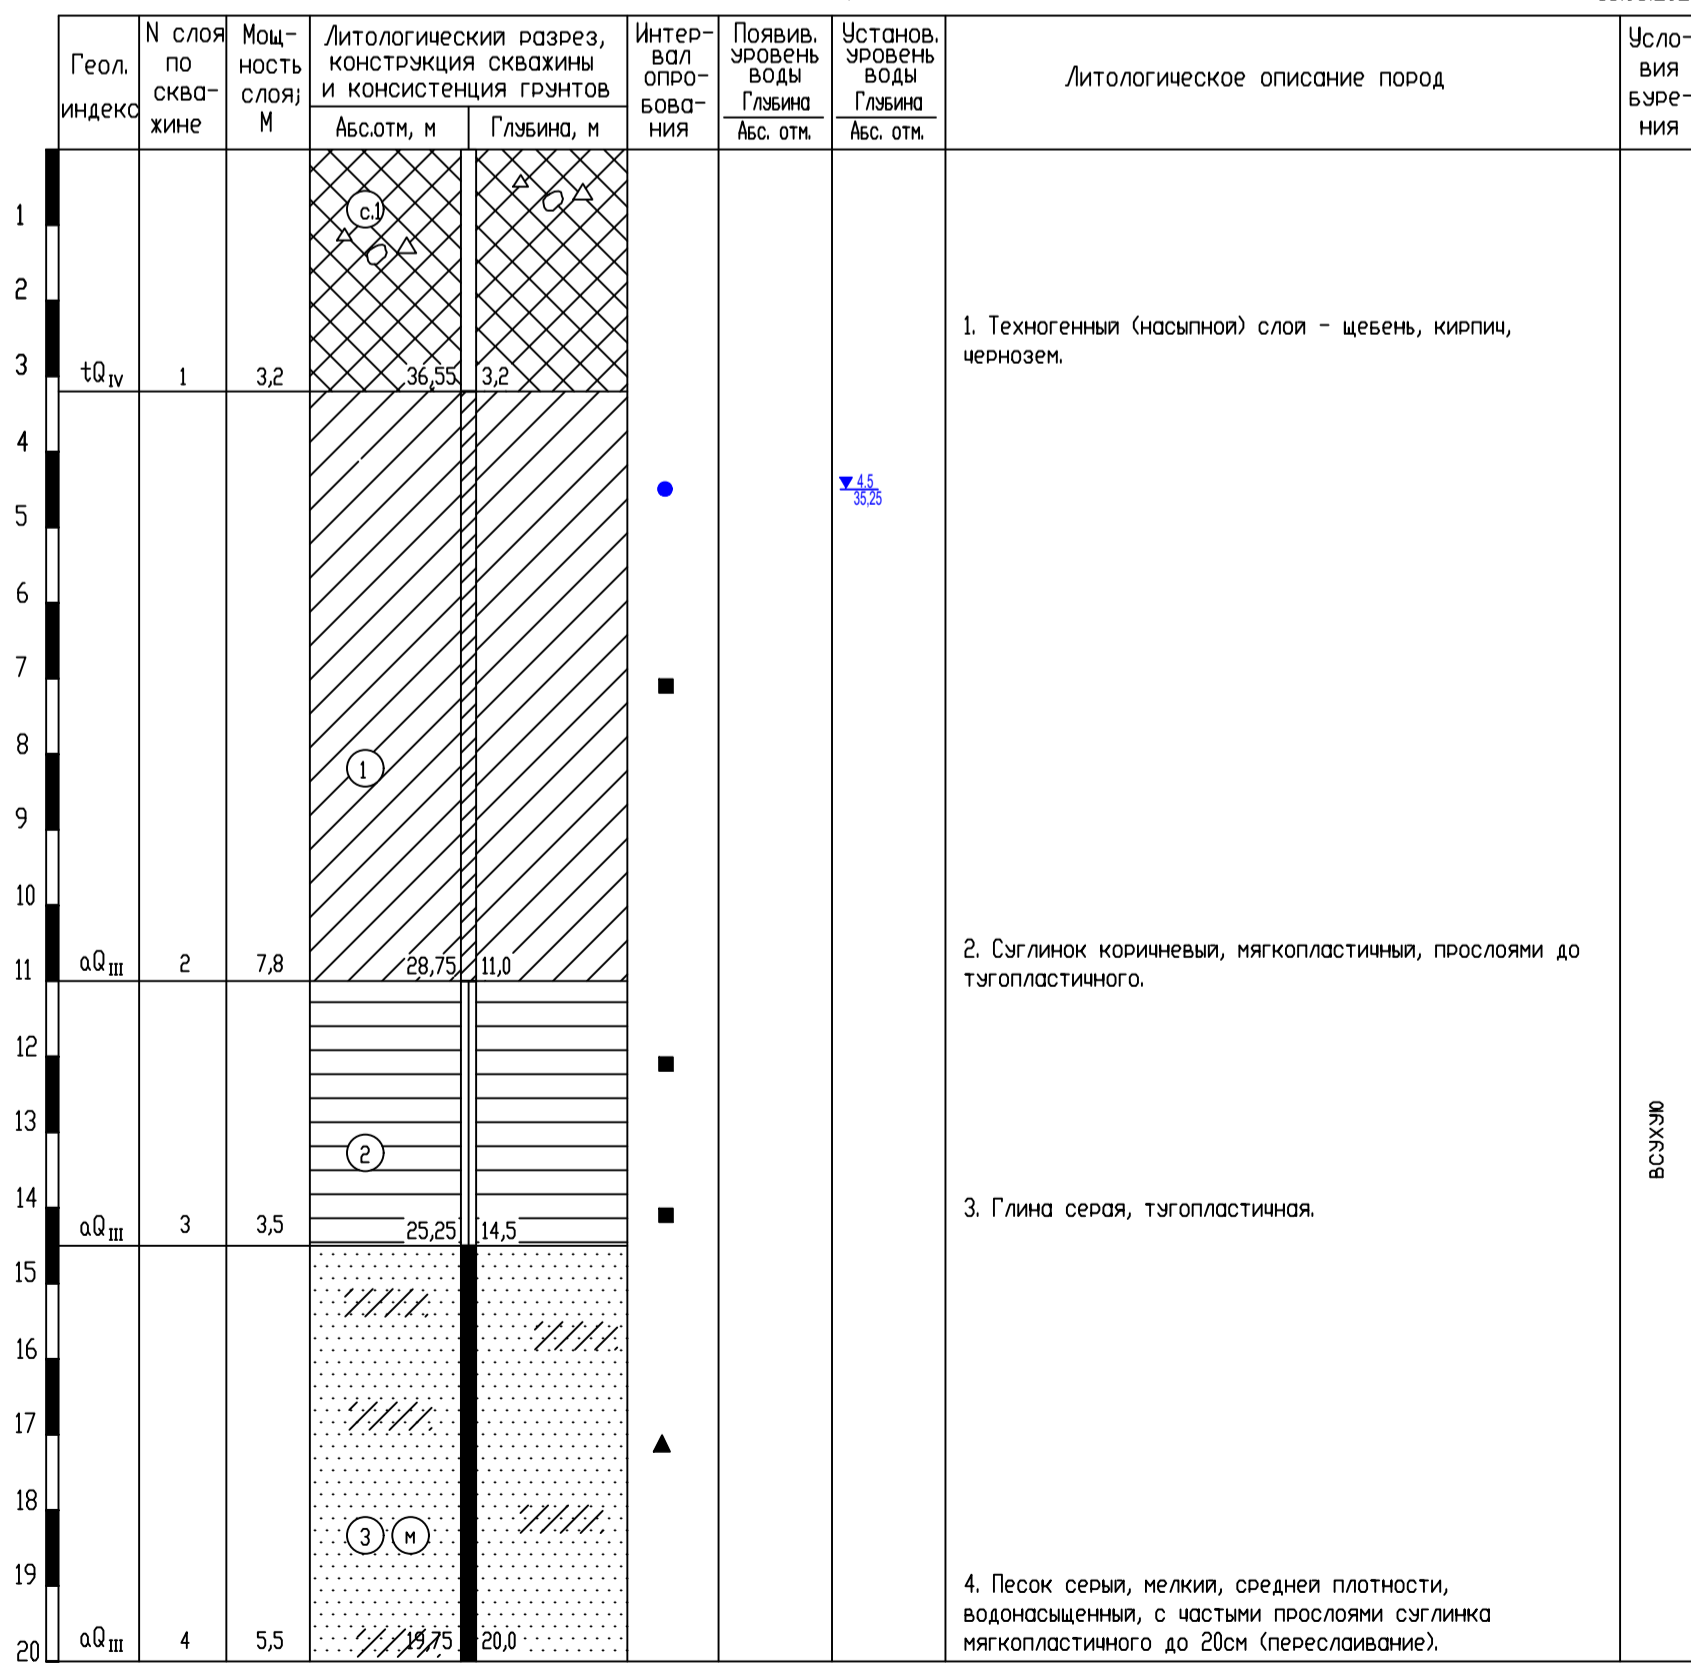 Геол.
индекс
N слоя
по
сква-
жине
Мощ-
ность
слоя;
М
Литологический разрез,
конструкция скважины
и консистенция грунтов
Абс.отм, м
Глубина, м
Интер-
вал
опро-
бова-
ния
Появив.
уровень
воды
Глубина
Абс. отм.
Установ.
уровень
воды
Глубина
Абс. отм.
Литологическое описание пород
Усло-
вия
буре-
ния
1
с.1
2
1. Техногенный (насыпной) слой - щебень, кирпич,
чернозем.
3
tQIV 1 3,2 36,55 3,2
4
4.5
35,25
5
6
7
8
1
9
10
2. Суглинок коричневый, мягкопластичный, прослоями до
тугопластичного.
11
aQIII 2 7,8 28,75 11,0
12
13
2
ВСУХУЮ
14
3. Глина серая, тугопластичная.
aQIII 3 3,5 25,25 14,5
15
16
17
18
3 м
19
4. Песок серый, мелкий, средней плотности,
водонасыщенный, с частыми прослоями суглинка
мягкопластичного до 20см (переслаивание).
20
aQIII 4 5,5 19,75 20,0